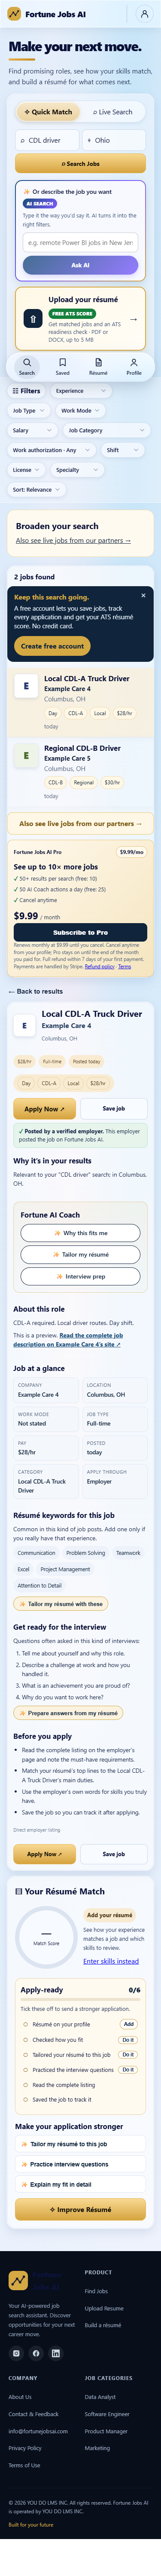 Fortune Jobs AI
Make your next move.
Find promising roles, see how your skills match, and build a résumé for what comes next.
Quick Match
Live Search
CDL driver
Ohio
Search Jobs
Or describe the job you want
AI SEARCH
Type it the way you'd say it. AI turns it into the right filters.
e.g. remote Power BI jobs in New Jers
Ask AI
Upload your résumé
FREE ATS SCORE
Get matched jobs and an ATS readiness check · PDF or DOCX, up to 5 MB
→
Search
Saved
Résumé
Profile
Filters
Experience
Job Type
Work Mode
Salary
Job Category
Work authorization - Any
Shift
License
Specialty
Sort: Relevance
Broaden your search
Also see live jobs from our partners →
2 jobs found
Keep this search going.
A free account lets you save jobs, track every application and get your ATS résumé score. No credit card.
Create free account
E
Local CDL-A Truck Driver
Example Care 4
Columbus, OH
Day
CDL-A
Local
$28/hr
today
E
Regional CDL-B Driver
Example Care 5
Columbus, OH
CDL-B
Regional
$30/hr
today
Also see live jobs from our partners →
Fortune Jobs AI Pro
$9.99/mo
See up to 10× more jobs
✓ 50+ results per search (free: 10)
✓ 50 AI Coach actions a day (free: 25)
✓ Cancel anytime
$9.99 / month
Subscribe to Pro
Renews monthly at $9.99 until you cancel. Cancel anytime from your profile; Pro stays on until the end of the month you paid for. Full refund within 7 days of your first payment. Payments are handled by Stripe. Refund policy · Terms
← Back to results
E
Local CDL-A Truck Driver
Example Care 4
Columbus, OH
$28/hr
Full-time
Posted today
Day
CDL-A
Local
$28/hr
Apply Now ↗
Save job
✓ Posted by a verified employer. This employer posted the job on Fortune Jobs AI.
Why it's in your results
Relevant to your "CDL driver" search: in Columbus, OH.
Fortune AI Coach
Why this fits me
Tailor my résumé
Interview prep
About this role
CDL-A required. Local driver routes. Day shift.
This is a preview. Read the complete job description on Example Care 4's site ↗
Job at a glance
COMPANY
Example Care 4
LOCATION
Columbus, OH
WORK MODE
Not stated
JOB TYPE
Full-time
PAY
$28/hr
POSTED
today
CATEGORY
Local CDL-A Truck Driver
APPLY THROUGH
Employer
Résumé keywords for this job
Common in this kind of job posts. Add one only if you really have that experience.
Communication
Problem Solving
Teamwork
Excel
Project Management
Attention to Detail
Tailor my résumé with these
Get ready for the interview
Questions often asked in this kind of interviews:
1. Tell me about yourself and why this role.
2. Describe a challenge at work and how you handled it.
3. What is an achievement you are proud of?
4. Why do you want to work here?
Prepare answers from my résumé
Before you apply
Read the complete listing on the employer's page and note the must-have requirements.
Match your résumé's top lines to the Local CDL-A Truck Driver's main duties.
Use the employer's own words for skills you truly have.
Save the job so you can track it after applying.
Direct employer listing
Apply Now ↗
Save job
Your Résumé Match
—
Match Score
Add your résumé
See how your experience matches a job and which skills to review.
Enter skills instead
Apply-ready
0/6
Tick these off to send a stronger application.
Résumé on your profile
Add
Checked how you fit
Do it
Tailored your résumé to this job
Do it
Practiced the interview questions
Do it
Read the complete listing
Saved the job to track it
Make your application stronger
Tailor my résumé to this job
Practice interview questions
Explain my fit in detail
Improve Résumé
Your AI-powered job search assistant. Discover opportunities for your next career move.
PRODUCT
Find Jobs
Upload Resume
Build a résumé
COMPANY
About Us
Contact & Feedback
info@fortunejobsai.com
Privacy Policy
Terms of Use
JOB CATEGORIES
Data Analyst
Software Engineer
Product Manager
Marketing
© 2026 YOU DO LMS INC. All rights reserved. Fortune Jobs AI is operated by YOU DO LMS INC.
Built for your future